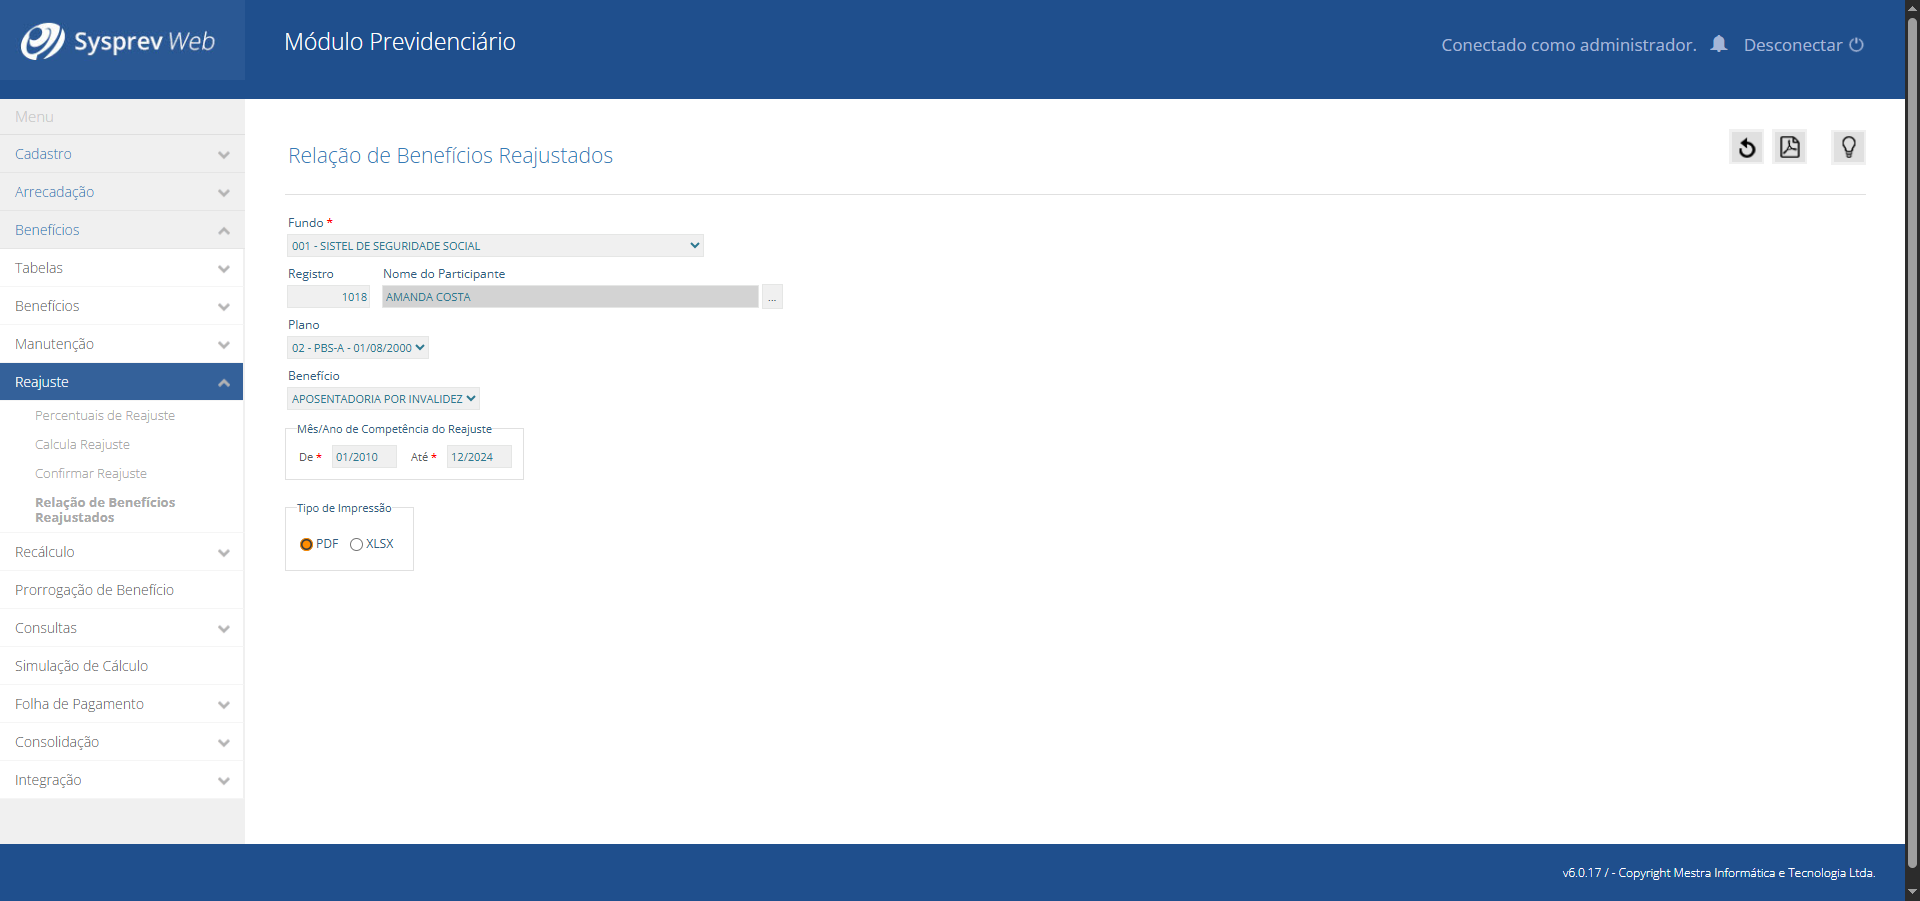 Sysprev Web
Módulo Previdenciário
Conectado como administrador.
Desconectar
Menu
Cadastro
Arrecadação
Benefícios
Tabelas
Benefícios
Manutenção
Reajuste
Percentuais de Reajuste
Calcula Reajuste
Confirmar Reajuste
Relação de Benefícios
Reajustados
Recálculo
Prorrogação de Benefício
Consultas
Simulação de Cálculo
Folha de Pagamento
Consolidação
Integração
Relação de Benefícios Reajustados
Fundo *
001 - SISTEL DE SEGURIDADE SOCIAL
Registro Nome do Participante
1018 AMANDA COSTA ...
Plano
02 - PBS-A - 01/08/2000
Benefício
APOSENTADORIA POR INVALIDEZ
Mês/Ano de Competência do Reajuste
De * 01/2010 Até * 12/2024
Tipo de Impressão
PDF XLSX
v6.0.17 / - Copyright Mestra Informática e Tecnologia Ltda.